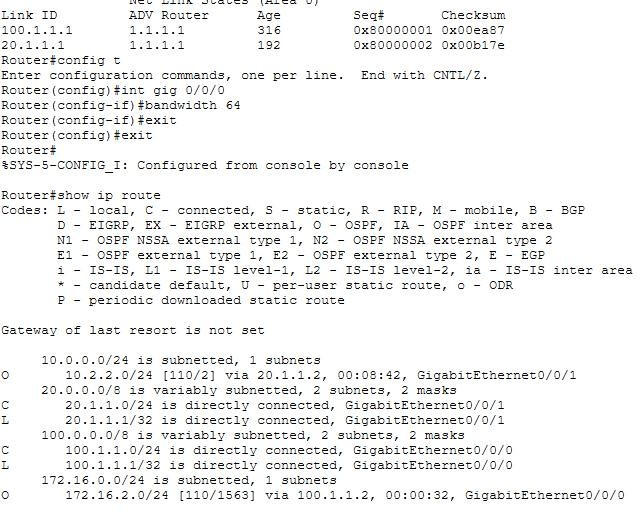 Net Link States (Area 0)
Link ID ADV Router Age Seq# Checksum
100.1.1.1 1.1.1.1 316 0x80000001 0x00ea87
20.1.1.1 1.1.1.1 192 0x80000002 0x00b17e
Router#config t
Enter configuration commands, one per line. End with CNTL/Z.
Router(config)#int gig 0/0/0
Router(config-if)#bandwidth 64
Router(config-if)#exit
Router(config)#exit
Router#
%SYS-5-CONFIG_I: Configured from console by console
Router#show ip route
Codes: L - local, C - connected, S - static, R - RIP, M - mobile, B - BGP
D - EIGRP, EX - EIGRP external, O - OSPF, IA - OSPF inter area
N1 - OSPF NSSA external type 1, N2 - OSPF NSSA external type 2
E1 - OSPF external type 1, E2 - OSPF external type 2, E - EGP
i - IS-IS, L1 - IS-IS level-1, L2 - IS-IS level-2, ia - IS-IS inter area
* - candidate default, U - per-user static route, o - ODR
P - periodic downloaded static route
Gateway of last resort is not set
10.0.0.0/24 is subnetted, 1 subnets
O 10.2.2.0/24 [110/2] via 20.1.1.2, 00:08:42, GigabitEthernet0/0/1
20.0.0.0/8 is variably subnetted, 2 subnets, 2 masks
C 20.1.1.0/24 is directly connected, GigabitEthernet0/0/1
L 20.1.1.1/32 is directly connected, GigabitEthernet0/0/1
100.0.0.0/8 is variably subnetted, 2 subnets, 2 masks
C 100.1.1.0/24 is directly connected, GigabitEthernet0/0/0
L 100.1.1.1/32 is directly connected, GigabitEthernet0/0/0
172.16.0.0/24 is subnetted, 1 subnets
O 172.16.2.0/24 [110/1563] via 100.1.1.2, 00:00:32, GigabitEthernet0/0/0